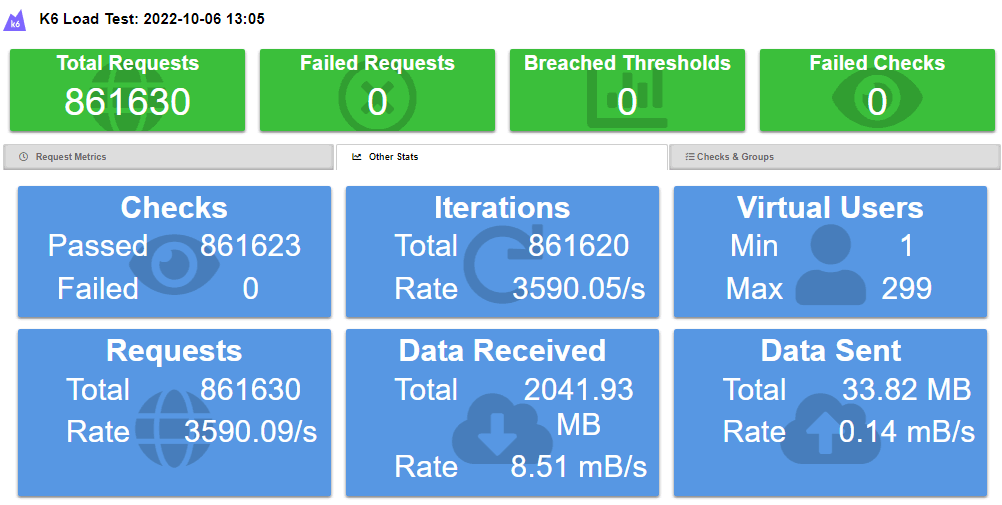 k6 K6 Load Test: 2022-10-06 13:05
Total Requests Failed Requests Breached Thresholds Failed Checks
861630 0 0 0
Request Metrics Other Stats Checks & Groups
Checks Iterations Virtual Users
Passed 861623 Total 861620 Min 1
Failed 0 Rate 3590.05/s Max 299
Requests Data Received Data Sent
Total 861630 Total 2041.93 MB Total 33.82 MB
Rate 3590.09/s Rate 8.51 mB/s Rate 0.14 mB/s